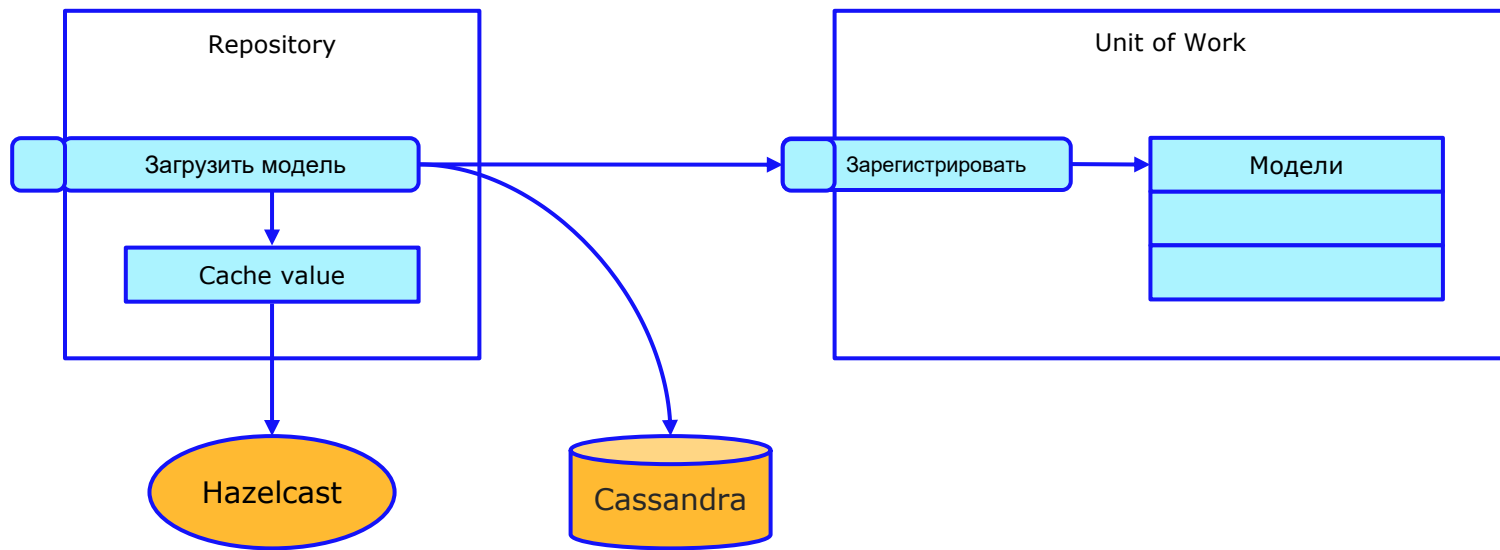 Repository
Unit of Work
Загрузить модель
Зарегистрировать
Модели
Cache value
Hazelcast
Cassandra